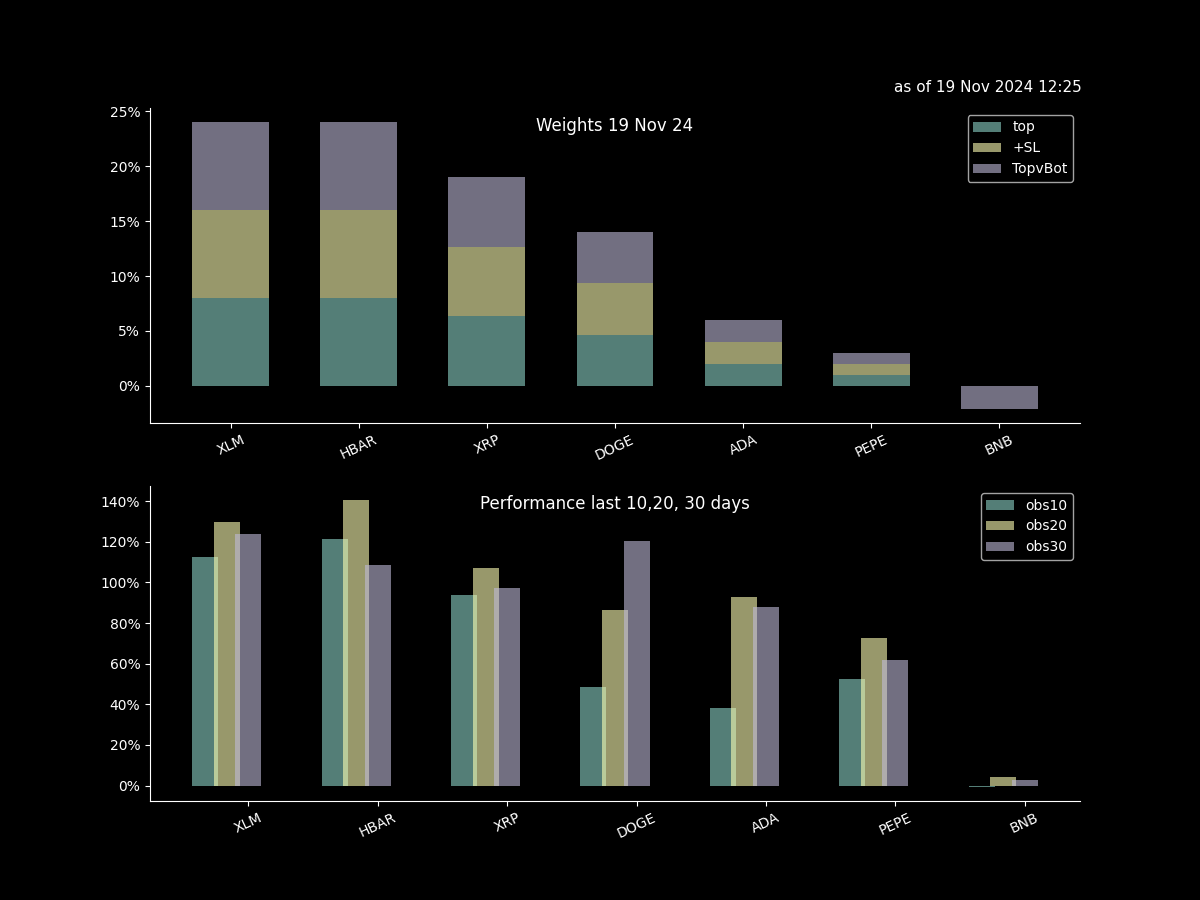 as of 19 Nov 2024 12:25
Weights 19 Nov 24
25%
20%
15%
10%
5%
0%
top
+SL
TopvBot
XLM HBAR XRP DOGE ADA PEPE BNB
Performance last 10,20, 30 days
140%
120%
100%
80%
60%
40%
20%
0%
obs10
obs20
obs30
XLM HBAR XRP DOGE ADA PEPE BNB